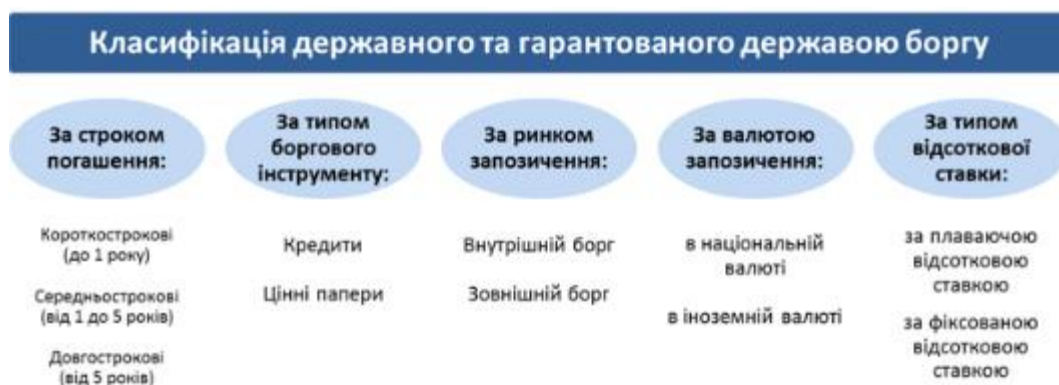 Класифікація державного та гарантованого державою боргу
За строком
погашення:
Короткострокові
(до 1 року)
Середньострокові
(від 1 до 5 років)
Довгострокові
(від 5 років)
За типом
боргового
інструменту:
Кредити
Цінні папери
За ринком
запозичення:
Внутрішній борг
Зовнішній борг
За валютою
запозичення:
в національній
валюті
в іноземній валюті
За типом
відсоткової
ставки:
за плаваючою
відсотковою
ставкою
за фіксованою
відсотковою
ставкою